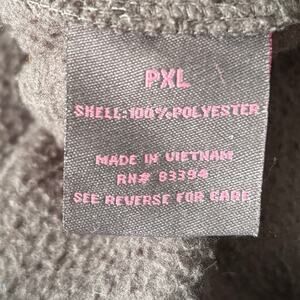 PXL
SHELL:100%POLYESTER
MADE IN VIETNAM
RN# 83394
SEE REVERSE FOR CARE